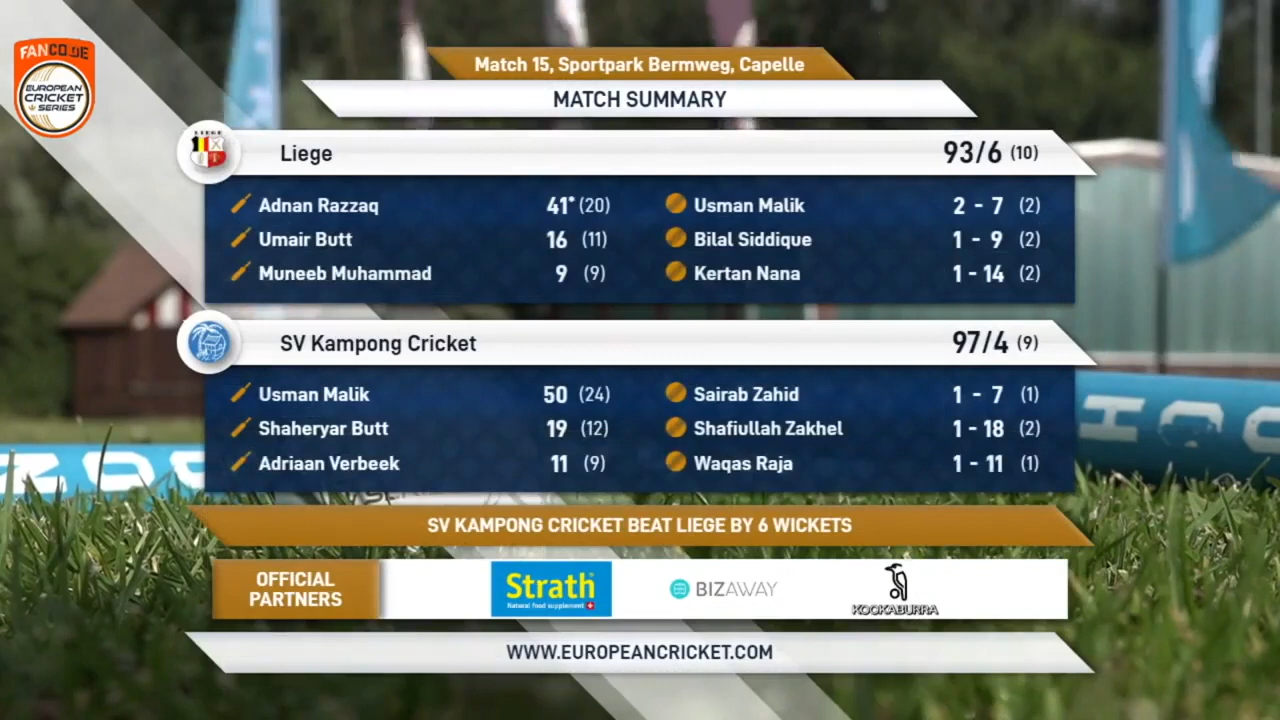 FANCODE
EUROPEAN
CRICKET
SERIES
Match 15, Sportpark Bermweg, Capelle
MATCH SUMMARY
LIEGE
Liege 93/6 (10)
Adnan Razzaq 41* (20) Usman Malik 2 - 7 (2)
Umair Butt 16 (11) Bilal Siddique 1 - 9 (2)
Muneeb Muhammad 9 (9) Kertan Nana 1 - 14 (2)
SV Kampong Cricket 97/4 (9)
Usman Malik 50 (24) Sairab Zahid 1 - 7 (1)
Shaheryar Butt 19 (12) Shafiullah Zakhel 1 - 18 (2)
Adriaan Verbeek 11 (9) Waqas Raja 1 - 11 (1)
SV KAMPONG CRICKET BEAT LIEGE BY 6 WICKETS
OFFICIAL
PARTNERS
Strath
Natural food supplement
BIZAWAY
KOOKABURRA
WWW.EUROPEANCRICKET.COM